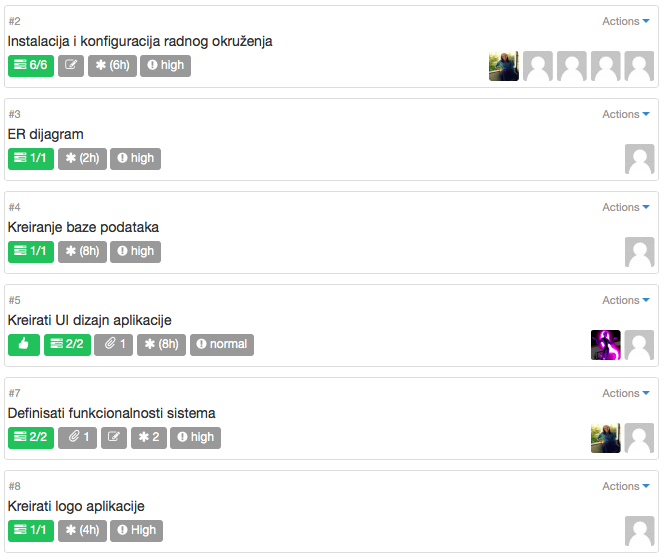 #2 Actions
Instalacija i konfiguracija radnog okruženja
6/6 (6h) high
#3 Actions
ER dijagram
1/1 (2h) high
#4 Actions
Kreiranje baze podataka
1/1 (8h) high
#5 Actions
Kreirati UI dizajn aplikacije
2/2 1 (8h) normal
#7 Actions
Definisati funkcionalnosti sistema
2/2 1 2 high
#8 Actions
Kreirati logo aplikacije
1/1 (4h) High